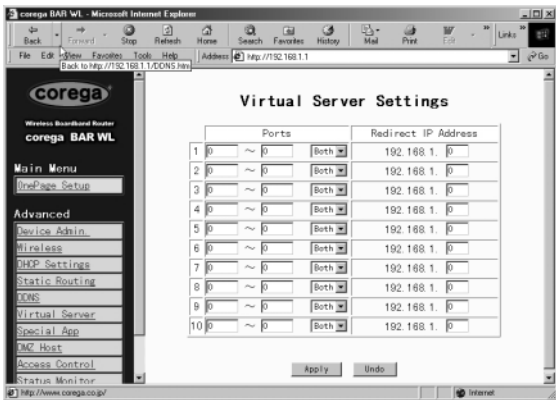 corega BAR WL - Microsoft Internet Explorer
Back Forward Stop Refresh Home Search Favorites History Mail Print Edit Links
File Edit View Favorites Tools Help Address http://192.168.1.1 Go
Back to http://192.168.1.1/DDNS.htm
corega
Wireless Boardband Router
corega BAR WL
Main Menu
OnePage Setup
Advanced
Device Admin.
Wireless
DHCP Settings
Static Routing
DDNS
Virtual Server
Special App
DMZ Host
Access Control
Status Monitor
Virtual Server Settings
Ports Redirect IP Address
1 0 ～ 0 Both 192.168.1. 0
2 0 ～ 0 Both 192.168.1. 0
3 0 ～ 0 Both 192.168.1. 0
4 0 ～ 0 Both 192.168.1. 0
5 0 ～ 0 Both 192.168.1. 0
6 0 ～ 0 Both 192.168.1. 0
7 0 ～ 0 Both 192.168.1. 0
8 0 ～ 0 Both 192.168.1. 0
9 0 ～ 0 Both 192.168.1. 0
10 0 ～ 0 Both 192.168.1. 0
Apply Undo
http://www.corega.co.jp/ Internet